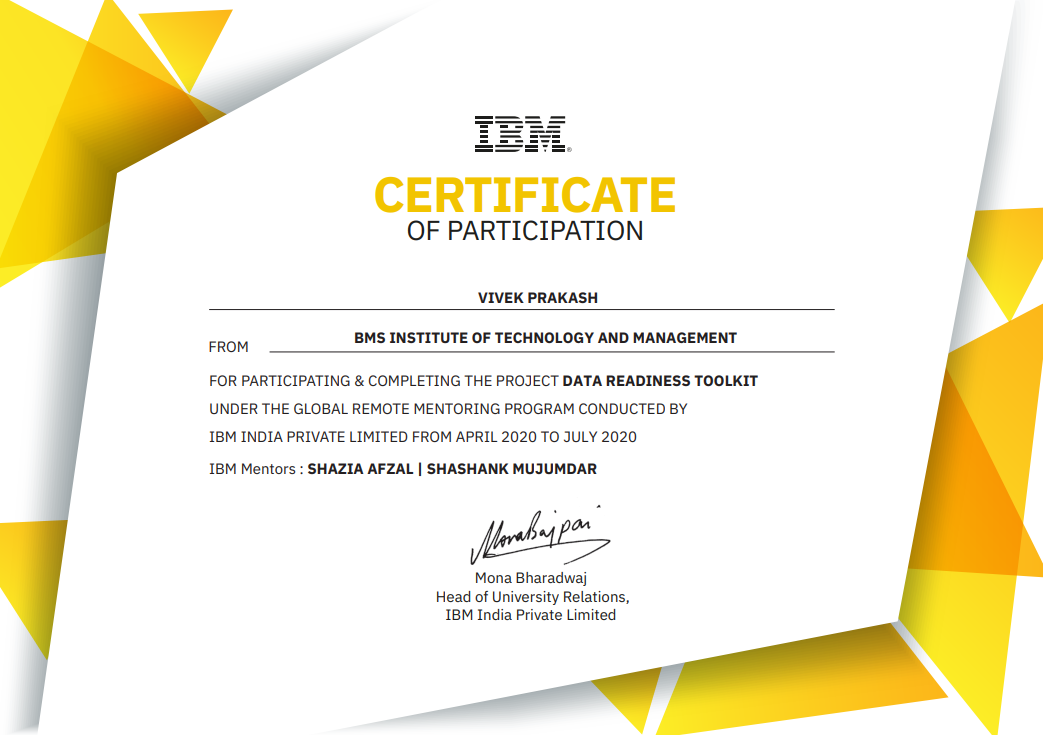 IBM®
CERTIFICATE
OF PARTICIPATION
VIVEK PRAKASH
FROM BMS INSTITUTE OF TECHNOLOGY AND MANAGEMENT
FOR PARTICIPATING & COMPLETING THE PROJECT DATA READINESS TOOLKIT
UNDER THE GLOBAL REMOTE MENTORING PROGRAM CONDUCTED BY
IBM INDIA PRIVATE LIMITED FROM APRIL 2020 TO JULY 2020
IBM Mentors : SHAZIA AFZAL | SHASHANK MUJUMDAR
MonaBajpai
Mona Bharadwaj
Head of University Relations,
IBM India Private Limited